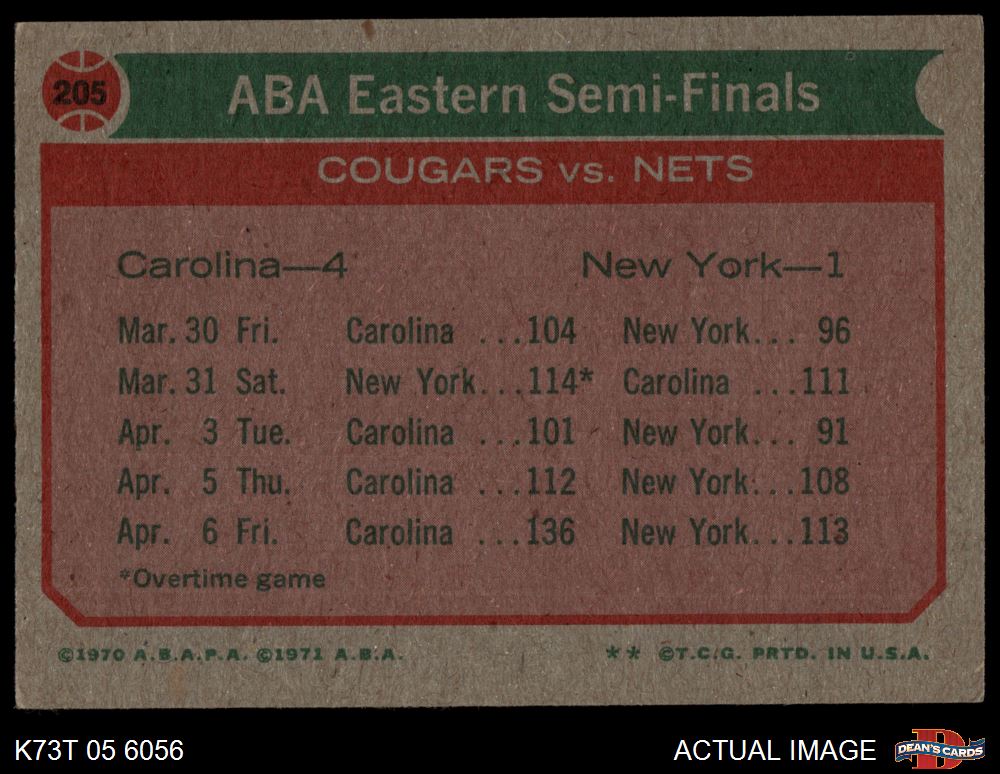 205
ABA Eastern Semi-Finals
COUGARS vs. NETS
Carolina—4 New York—1
Mar. 30 Fri. Carolina ...104 New York... 96
Mar. 31 Sat. New York...114* Carolina ...111
Apr. 3 Tue. Carolina ...101 New York... 91
Apr. 5 Thu. Carolina ...112 New York...108
Apr. 6 Fri. Carolina ...136 New York...113
*Overtime game
©1970 A.B.A.P.A. ©1971 A.B.A. ** ©T.C.G. PRTD. IN U.S.A.
K73T 05 6056 ACTUAL IMAGE D DEAN'S CARDS